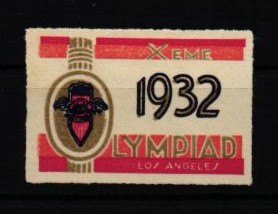 XEME
1932
OLYMPIAD
LOS ANGELES